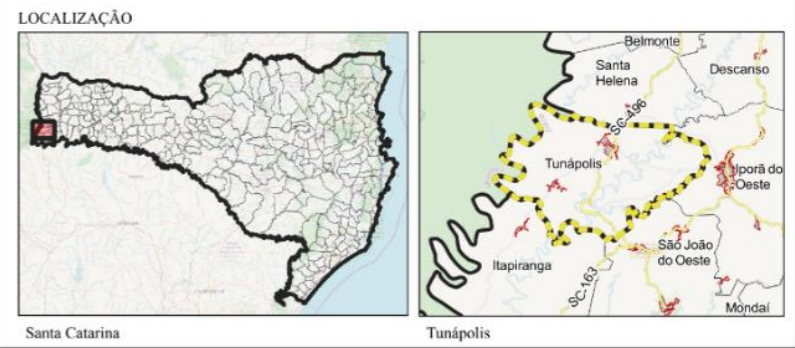 LOCALIZAÇÃO
Belmonte
Santa
Helena
Descanso
SC-496
Tunápolis
Iporã do
Oeste
São João
do Oeste
Itapiranga
SC-163
Mondaí
Santa Catarina
Tunápolis